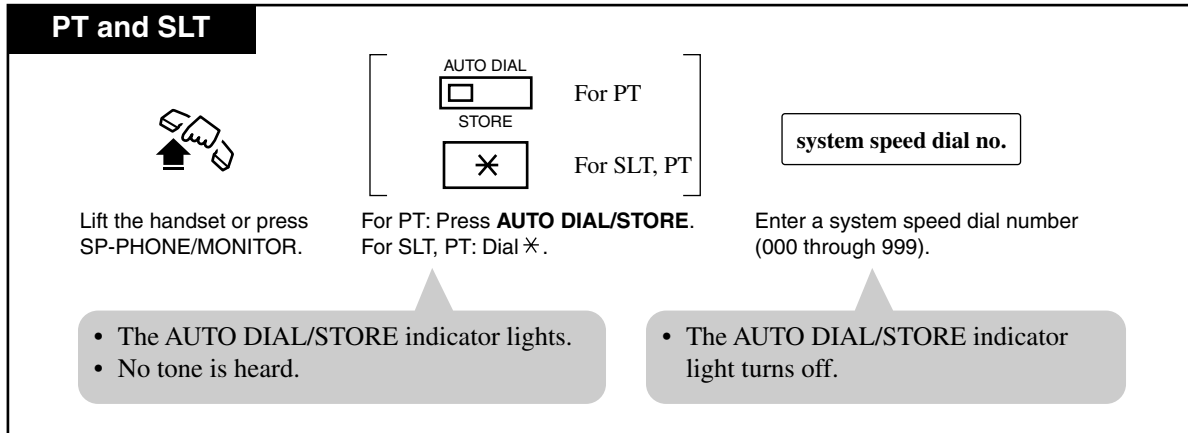 PT and SLT
AUTO DIAL
For PT
STORE
For SLT, PT
system speed dial no.
Lift the handset or press
SP-PHONE/MONITOR.
For PT: Press AUTO DIAL/STORE.
For SLT, PT: Dial ✳.
Enter a system speed dial number
(000 through 999).
• The AUTO DIAL/STORE indicator lights.
• No tone is heard.
• The AUTO DIAL/STORE indicator
light turns off.